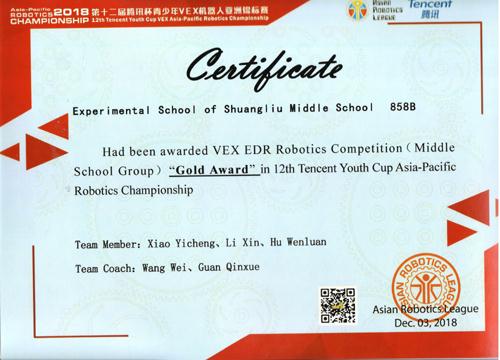 Asia-Pacific
ROBOTICS 2018 第十二届腾讯杯青少年VEX机器人亚洲锦标赛
CHAMPIONSHIP 12th Tencent Youth Cup VEX Asia-Pacific Robotics Championship
ASIAN
ROBOTICS
LEAGUE
Tencent
腾讯
Certificate
Experimental School of Shuangliu Middle School 858B
Had been awarded VEX EDR Robotics Competition (Middle
School Group) "Gold Award" in 12th Tencent Youth Cup Asia-Pacific
Robotics Championship
Team Member: Xiao Yicheng, Li Xin, Hu Wenluan
Team Coach: Wang Wei, Guan Qinxue
ASIAN ROBOTICS LEAGUE
Asian Robotics League
Dec. 03, 2018